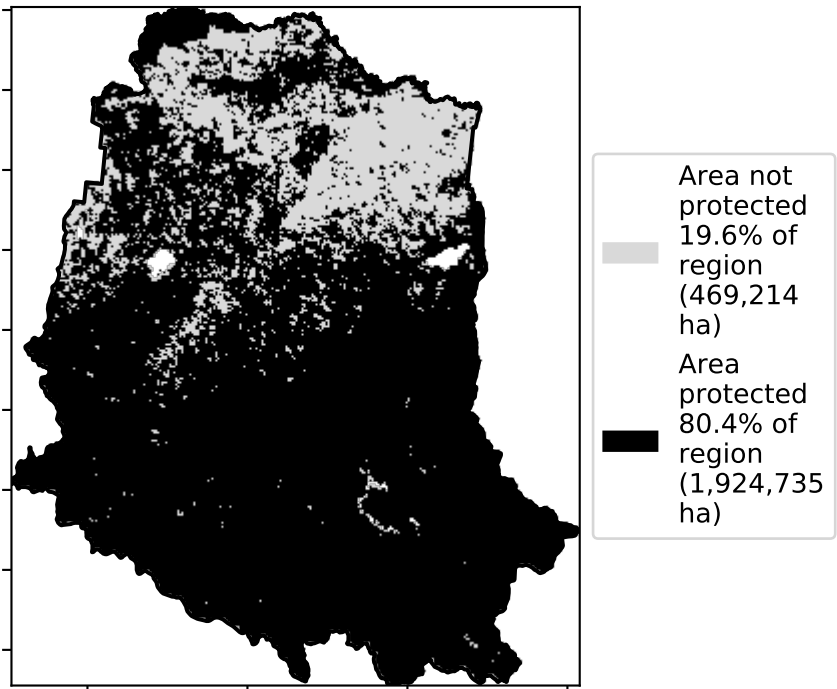 Area not
protected
19.6% of
region
(469,214
ha)
Area
protected
80.4% of
region
(1,924,735
ha)